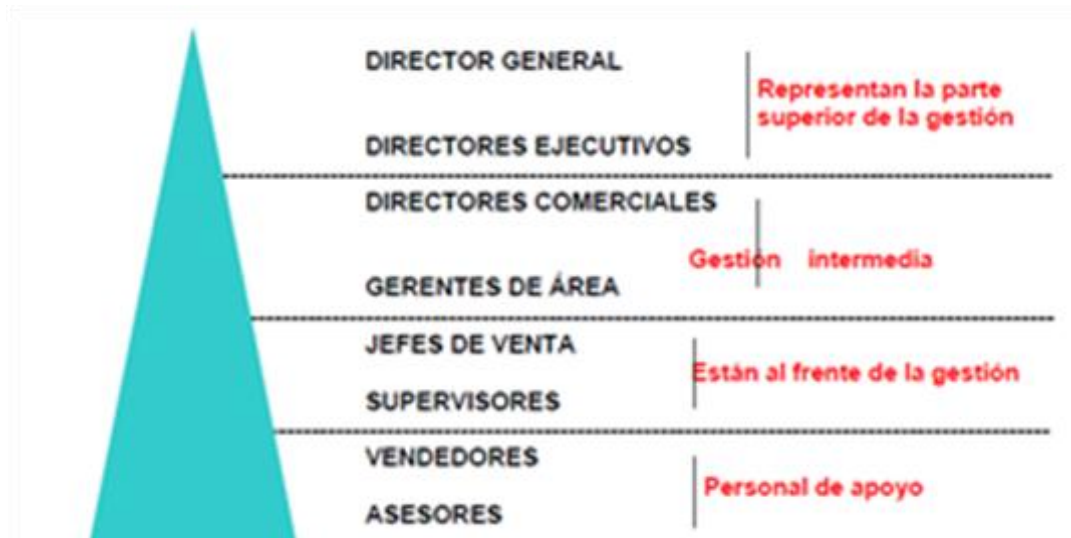 DIRECTOR GENERAL
Representan la parte
superior de la gestión
DIRECTORES EJECUTIVOS
DIRECTORES COMERCIALES
Gestión intermedia
GERENTES DE ÁREA
JEFES DE VENTA
Están al frente de la gestión
SUPERVISORES
VENDEDORES
Personal de apoyo
ASESORES